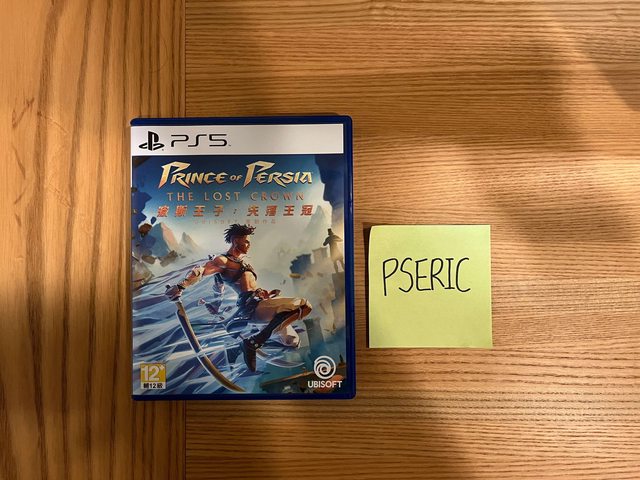 PS5
PRINCE OF PERSIA
THE LOST CROWN
波斯王子：失落王冠
12+
輔12級
UBISOFT
PSERIC